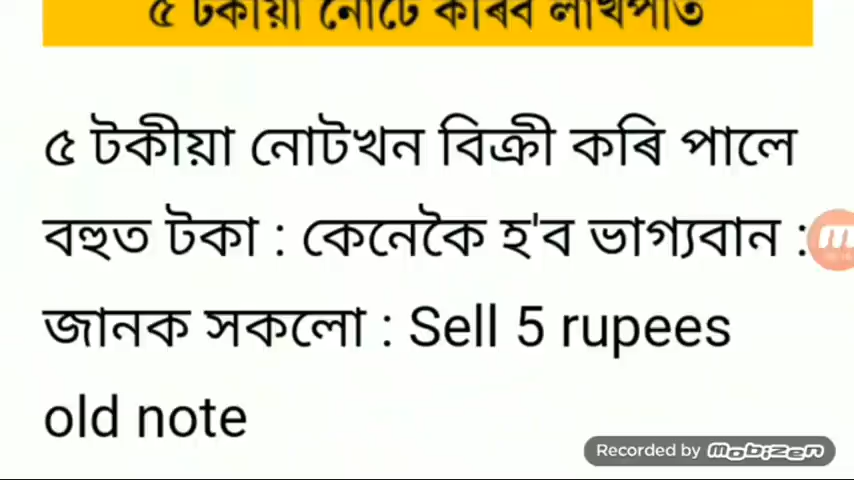 ৫ টকীয়া নোটে কৰিব লাখপতি
৫ টকীয়া নোটখন বিক্ৰী কৰি পালে
বহুত টকা : কেনেকৈ হ'ব ভাগ্যবান :
জানক সকলো : Sell 5 rupees
old note
Recorded by Mobizen